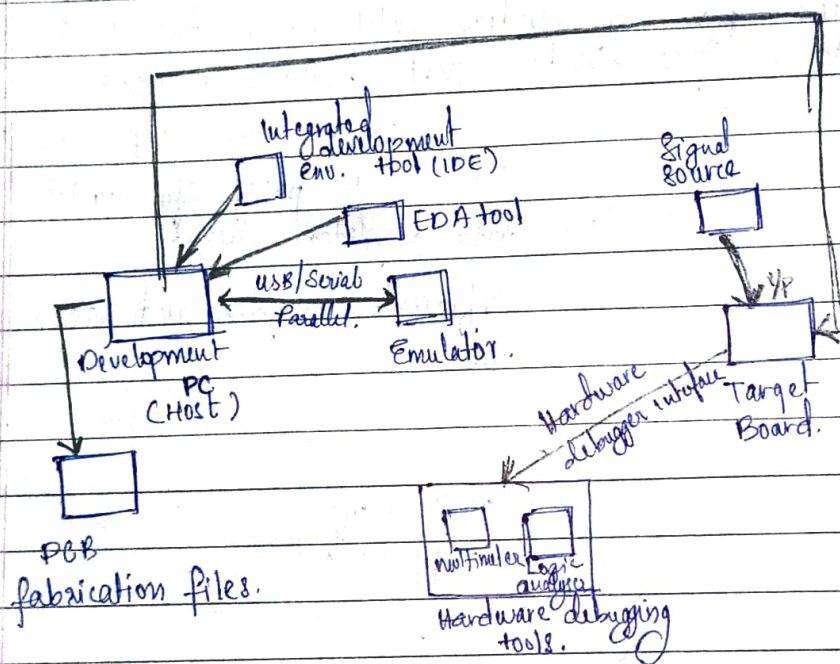 Integrated
development
env. tool (IDE)
Signal
source
EDA tool
USB/Serial
Parallel.
I/P
Development
PC
(Host)
Emulator.
Hardware
debugger interface
Target
Board.
PCB
fabrication files.
multimeter
Logic
analyser
Hardware debugging
tools.